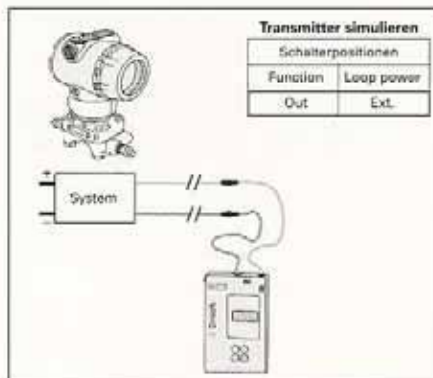 Transmitter simulieren
Schalterpositionen
Function Loop power
Out Ext.
+
System
−